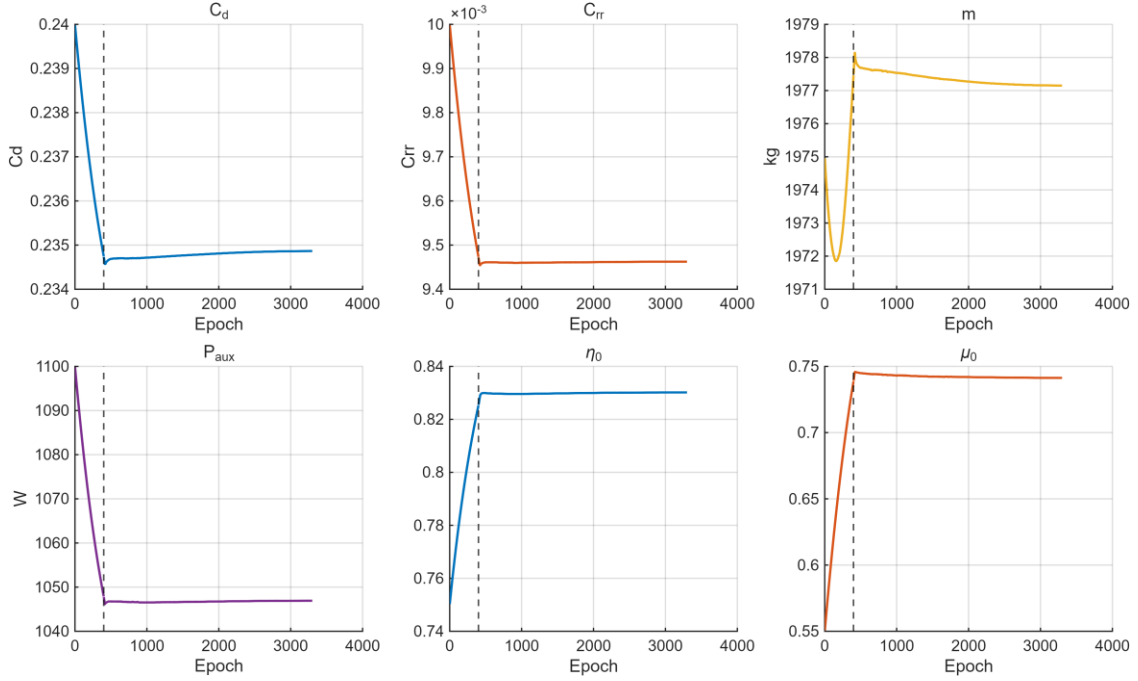 C_d
0.24
0.239
0.238
0.237
0.236
0.235
0.234
Cd
0 1000 2000 3000 4000
Epoch
C_rr
×10⁻³
10
9.9
9.8
9.7
9.6
9.5
9.4
Crr
0 1000 2000 3000 4000
Epoch
m
1979
1978
1977
1976
1975
1974
1973
1972
1971
kg
0 1000 2000 3000 4000
Epoch
P_aux
1100
1090
1080
1070
1060
1050
1040
W
0 1000 2000 3000 4000
Epoch
η₀
0.84
0.82
0.8
0.78
0.76
0.74
0 1000 2000 3000 4000
Epoch
μ₀
0.75
0.7
0.65
0.6
0.55
0 1000 2000 3000 4000
Epoch